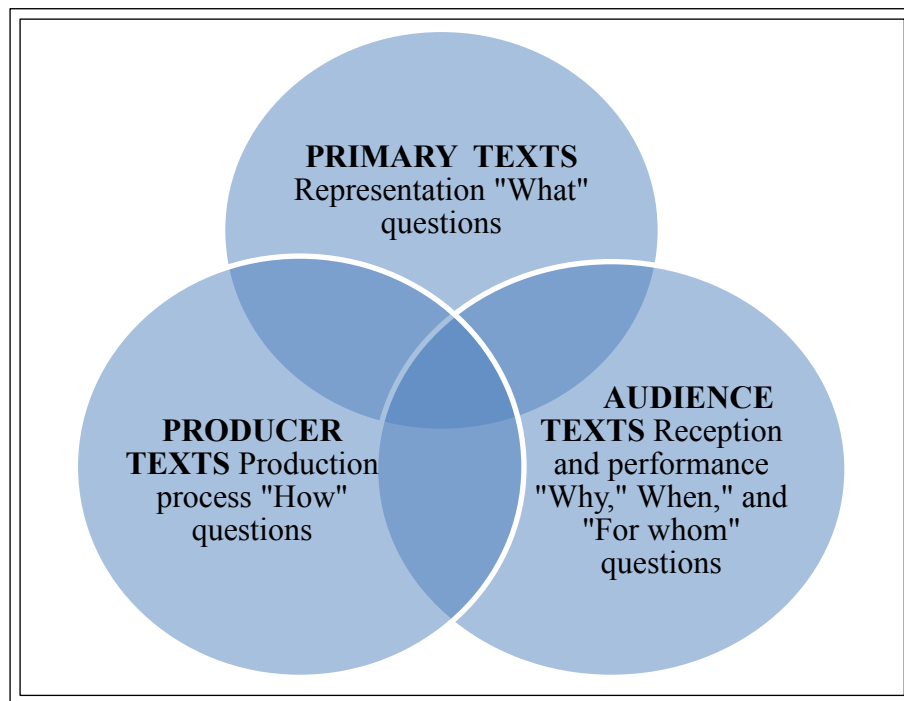 PRIMARY TEXTS
Representation "What"
questions
PRODUCER
TEXTS Production
process "How"
questions
AUDIENCE
TEXTS Reception
and performance
"Why," When," and
"For whom"
questions